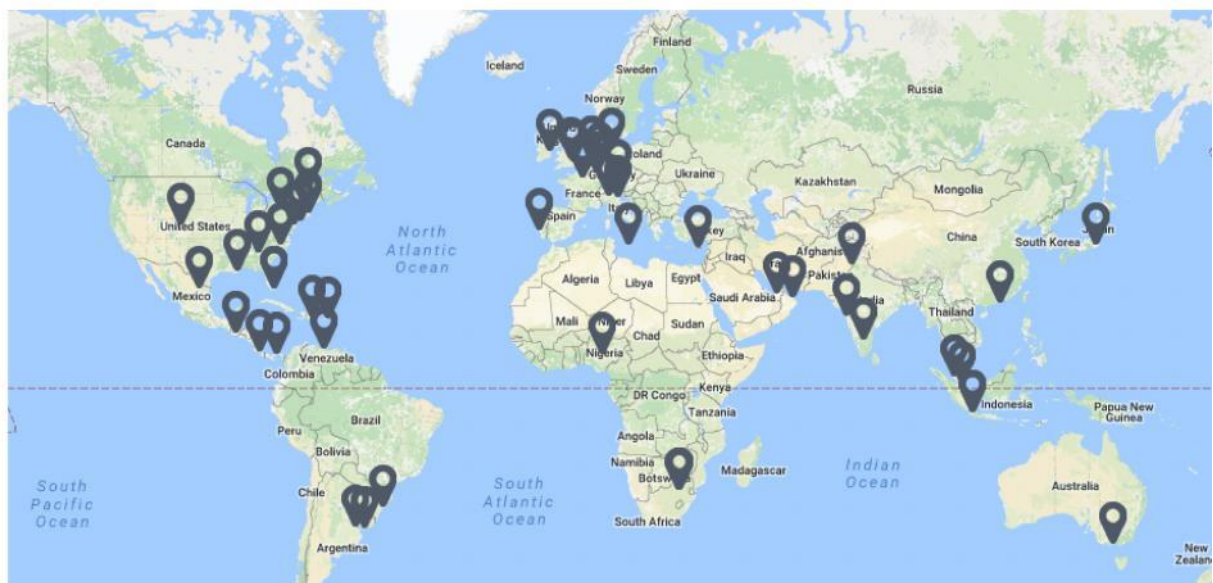 Iceland
Finland
Sweden
Norway
Russia
Canada
oland
Ukraine
Kazakhstan
Mongolia
France
Spain
United States
North
Atlantic
Ocean
China
South Korea
Iraq
Algeria
Libya
Egypt
Saudi Arabia
Mexico
Mali
Chad
Sudan
Thailand
Nigeria
Ethiopia
Venezuela
Colombia
Kenya
DR Congo
Indonesia
Papua New
Guinea
Tanzania
Brazil
Peru
Angola
Bolivia
Namibia
Madagascar
Indian
Ocean
South
Pacific
Ocean
Chile
South
Atlantic
Ocean
Australia
South Africa
Argentina
New
Zealand